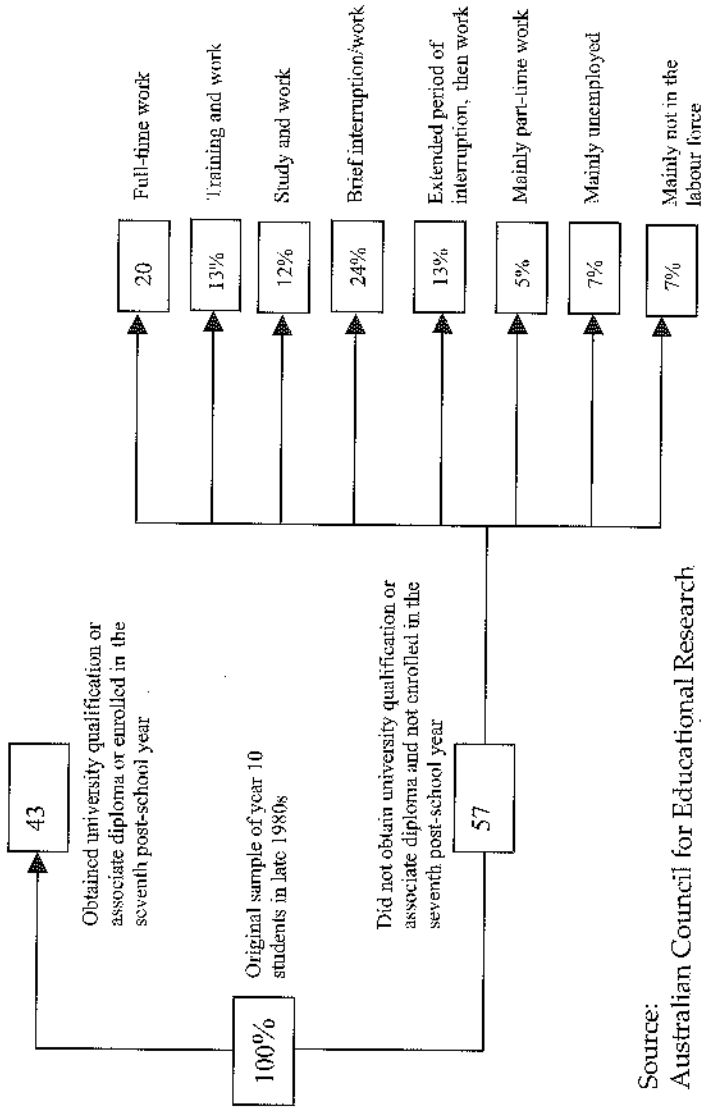 43
Obtained university qualification or
associate diploma or enrolled in the
seventh post-school year
100%
Original sample of year 10
students in late 1980s
Did not obtain university qualification or
associate diploma and not enrolled in the
seventh post-school year
57
20
Full-time work
13%
Training and work
12%
Study and work
24%
Brief interruption/work
13%
Extended period of
interruption, then work
5%
Mainly part-time work
7%
Mainly unemployed
7%
Mainly not in the
labour force
Source:
Australian Council for Educational Research